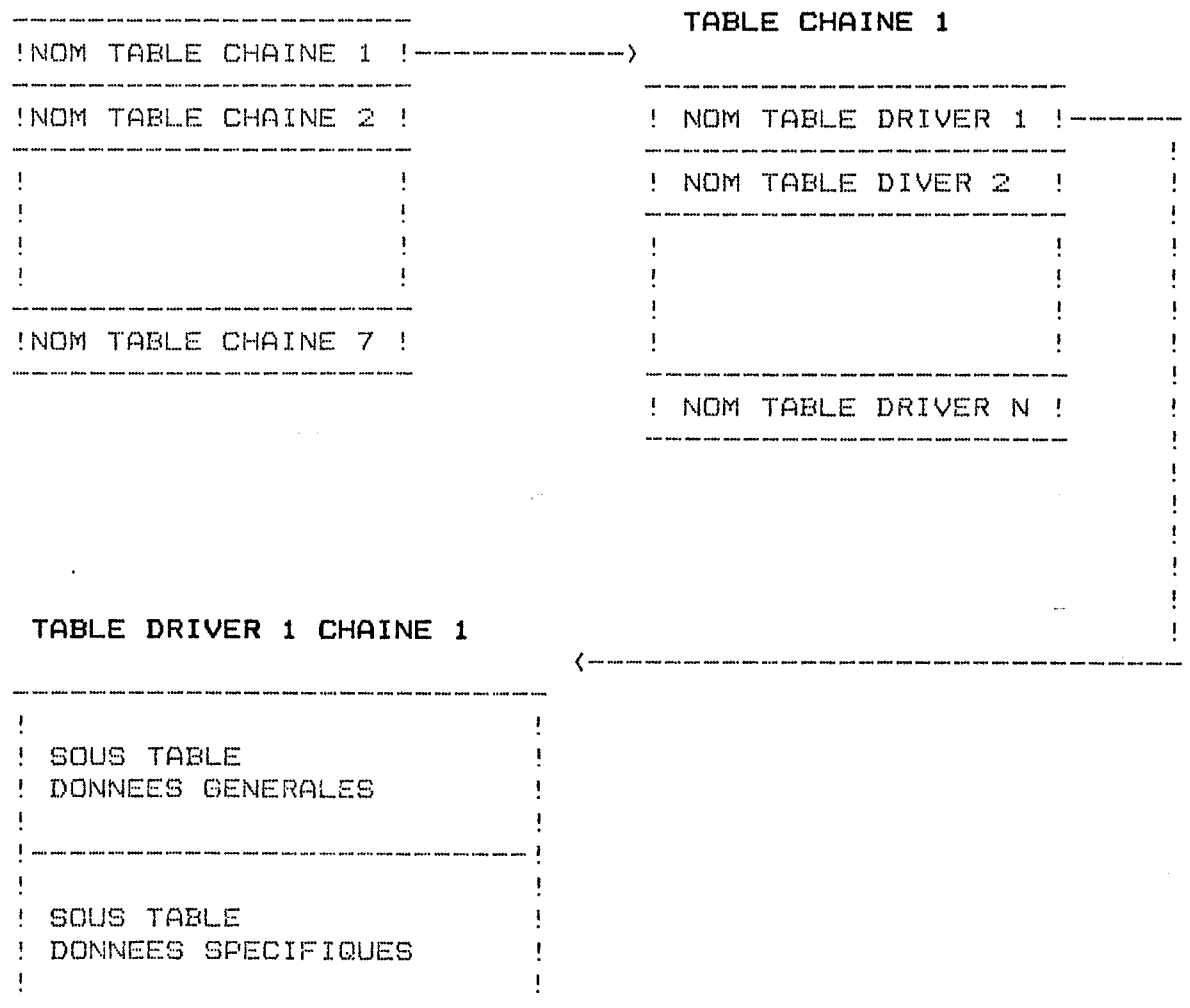 TABLE CHAINE 1
!NOM TABLE CHAINE 1 !----------->
!NOM TABLE CHAINE 2 !
! NOM TABLE DRIVER 1 !------
! NOM TABLE DIVER 2 !
!NOM TABLE CHAINE 7 !
! NOM TABLE DRIVER N !
TABLE DRIVER 1 CHAINE 1
! SOUS TABLE !
! DONNEES GENERALES !
! SOUS TABLE !
! DONNEES SPECIFIQUES !